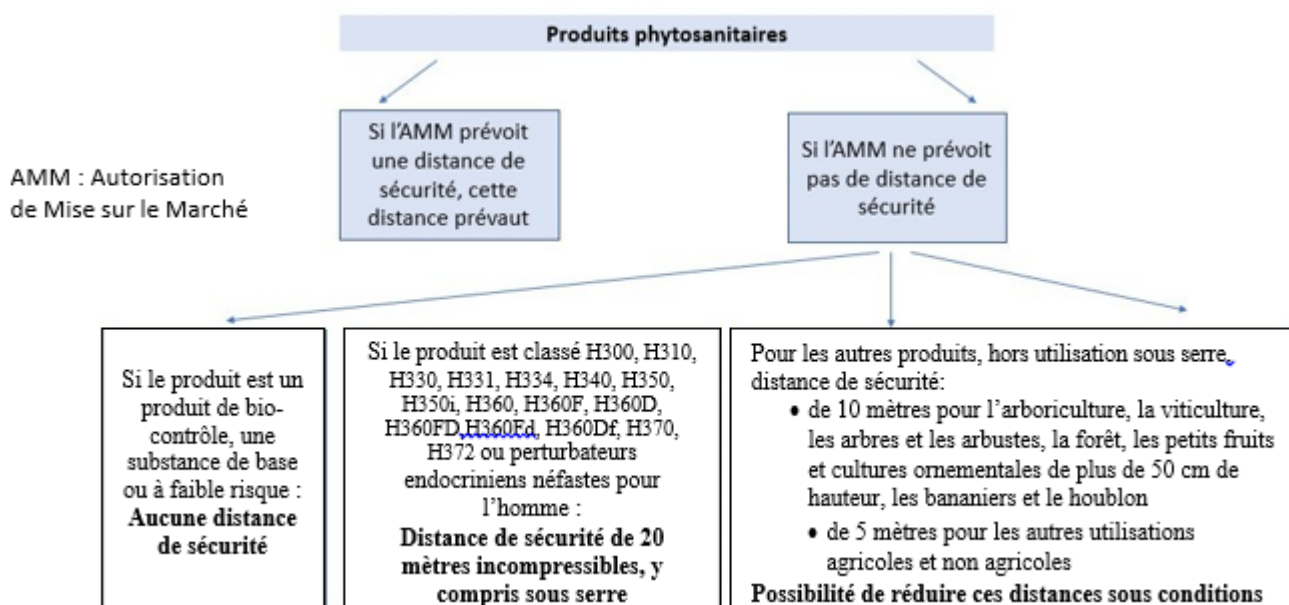 Produits phytosanitaires
Si l’AMM prévoit
une distance de
sécurité, cette
distance prévaut
Si l’AMM ne prévoit
pas de distance de
sécurité
AMM : Autorisation
de Mise sur le Marché
Si le produit est un
produit de bio-
contrôle, une
substance de base
ou à faible risque :
Aucune distance
de sécurité
Si le produit est classé H300, H310,
H330, H331, H334, H340, H350,
H350i, H360, H360F, H360D,
H360FD,H360Fd, H360Df, H370,
H372 ou perturbateurs
endocriniens néfastes pour
l’homme :
Distance de sécurité de 20
mètres incompressibles, y
compris sous serre
Pour les autres produits, hors utilisation sous serre,
distance de sécurité:
• de 10 mètres pour l’arboriculture, la viticulture,
les arbres et les arbustes, la forêt, les petits fruits
et cultures ornementales de plus de 50 cm de
hauteur, les bananiers et le houblon
• de 5 mètres pour les autres utilisations
agricoles et non agricoles
Possibilité de réduire ces distances sous conditions